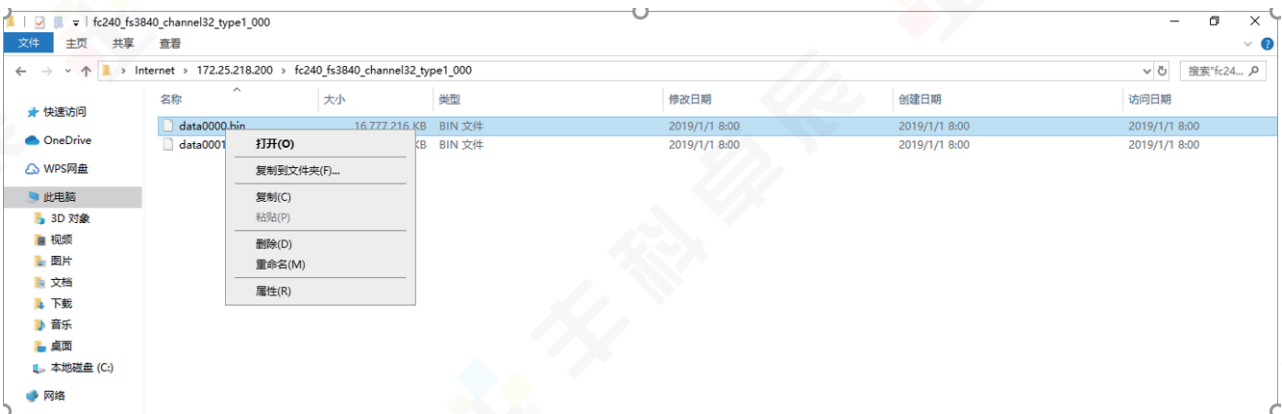 fc240_fs3840_channel32_type1_000
文件 主页 共享 查看
Internet › 172.25.218.200 › fc240_fs3840_channel32_type1_000 搜索"fc24...
名称 大小 类型 修改日期 创建日期 访问日期
data0000.bin 16,777,216 KB BIN 文件 2019/1/1 8:00 2019/1/1 8:00 2019/1/1 8:00
data0001 KB BIN 文件 2019/1/1 8:00 2019/1/1 8:00 2019/1/1 8:00
打开(O)
复制到文件夹(F)...
复制(C)
粘贴(P)
删除(D)
重命名(M)
属性(R)
快速访问
OneDrive
WPS网盘
此电脑
3D 对象
视频
图片
文档
下载
音乐
桌面
本地磁盘 (C:)
网络
丰科卓辰